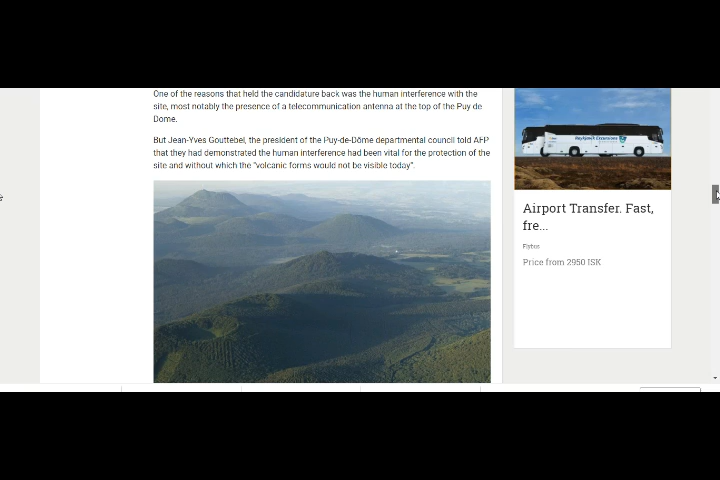 One of the reasons that held the candidature back was the human interference with the
site, most notably the presence of a telecommunication antenna at the top of the Puy de
Dome.
But Jean-Yves Gouttebel, the president of the Puy-de-Dôme departmental council told AFP
that they had demonstrated the human interference had been vital for the protection of the
site and without which the "volcanic forms would not be visible today".
Reykjavik Excursions
Airport Transfer. Fast,
fre...
Flybus
Price from 2950 ISK